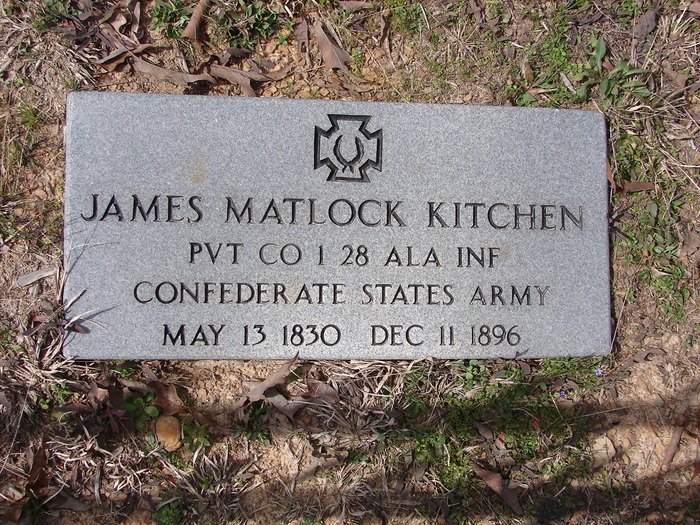 JAMES MATLOCK KITCHEN
PVT CO I 28 ALA INF
CONFEDERATE STATES ARMY
MAY 13 1830 DEC 11 1896